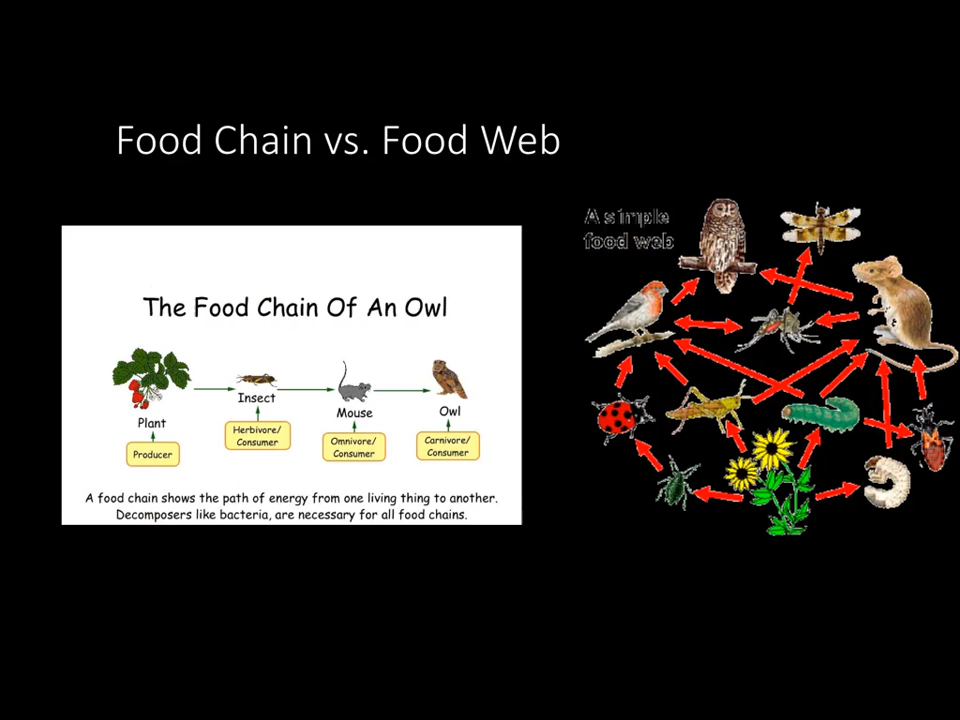 Food Chain vs. Food Web
The Food Chain Of An Owl
Plant
Insect
Mouse
Owl
Producer
Herbivore/
Consumer
Omnivore/
Consumer
Carnivore/
Consumer
A food chain shows the path of energy from one living thing to another.
Decomposers like bacteria, are necessary for all food chains.
A simple
food web